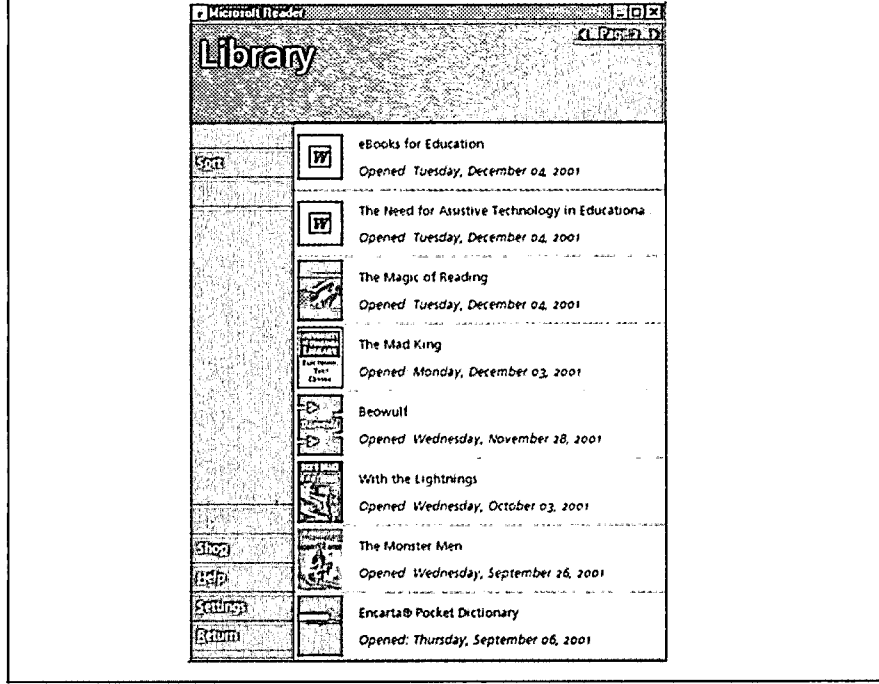 Microsoft Reader
Library
Page 1
Sort
eBooks for Education
Opened Tuesday, December 04, 2001
The Need for Assistive Technology in Educationa
Opened Tuesday, December 04, 2001
The Magic of Reading
Opened Tuesday, December 04, 2001
The Mad King
Opened Monday, December 03, 2001
Beowulf
Opened Wednesday, November 28, 2001
With the Lightnings
Opened Wednesday, October 03, 2001
The Monster Men
Opened Wednesday, September 26, 2001
Encarta® Pocket Dictionary
Opened: Thursday, September 06, 2001
Shop
Help
Settings
Return